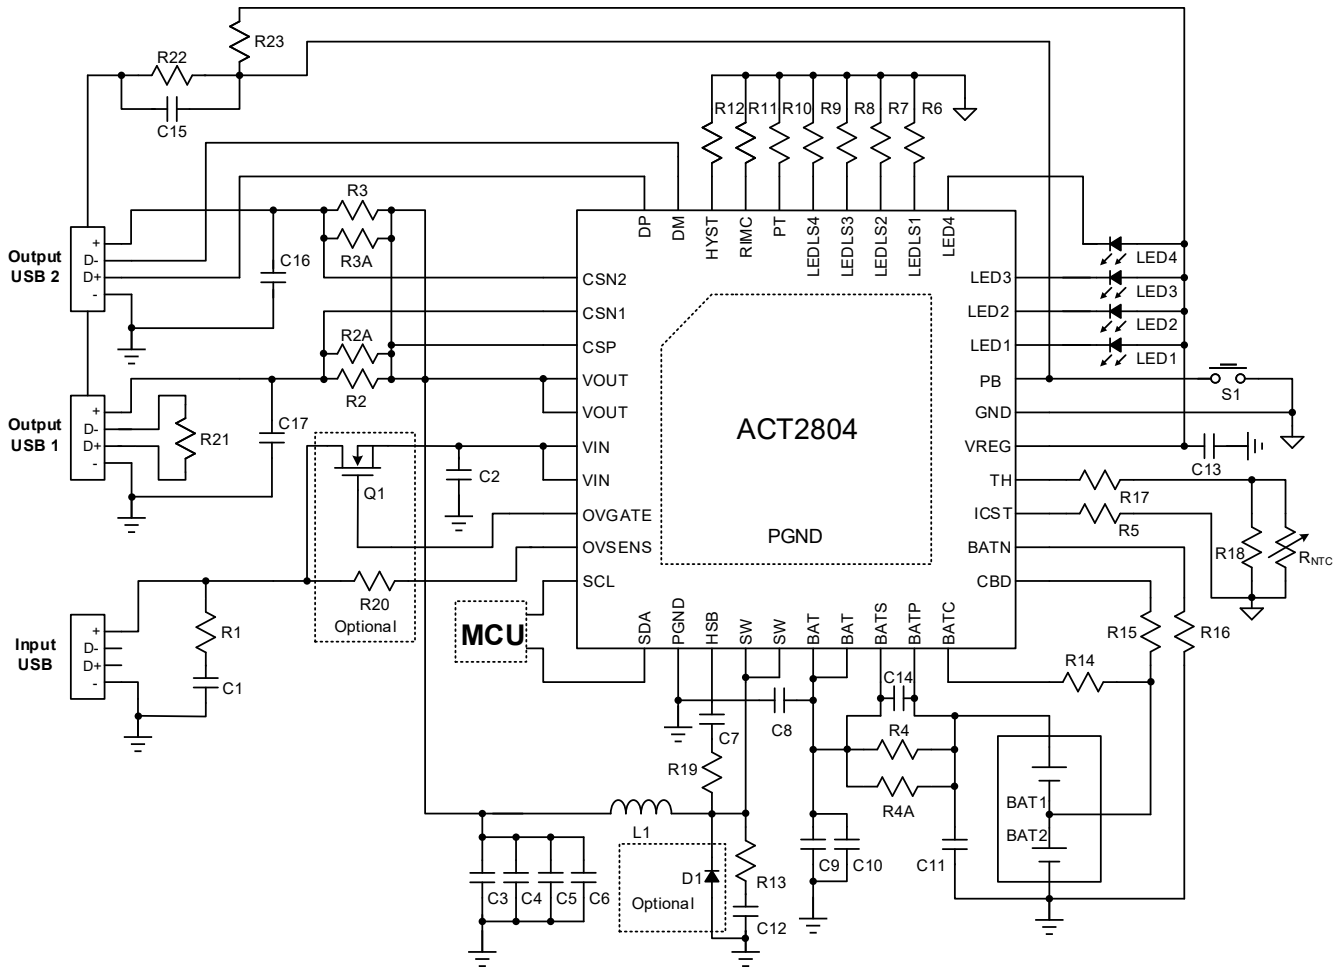 R23
R22
C15
R12
R11
R10
R9
R8
R7
R6
R3
R3A
C16
DP
DM
HYST
RIMC
PT
LEDLS4
LEDLS3
LEDLS2
LEDLS1
LED4
Output
USB 2
+
D-
D+
-
CSN2
CSN1
CSP
VOUT
VOUT
VIN
VIN
OVGATE
OVSENS
SCL
LED3
LED2
LED1
PB
GND
VREG
TH
ICST
BATN
CBD
LED4
LED3
LED2
LED1
S1
R2A
R2
Output
USB 1
+
D-
D+
-
R21
C17
Q1
C2
ACT2804
PGND
C13
R17
R5
R18
RNTC
R20
Optional
MCU
Input
USB
+
D-
D+
-
R1
C1
SDA
PGND
HSB
SW
SW
BAT
BAT
BATS
BATP
BATC
R15
R16
R14
C14
C8
C7
R4
R19
R4A
BAT1
BAT2
L1
C9
C10
C11
D1
Optional
R13
C12
C3
C4
C5
C6